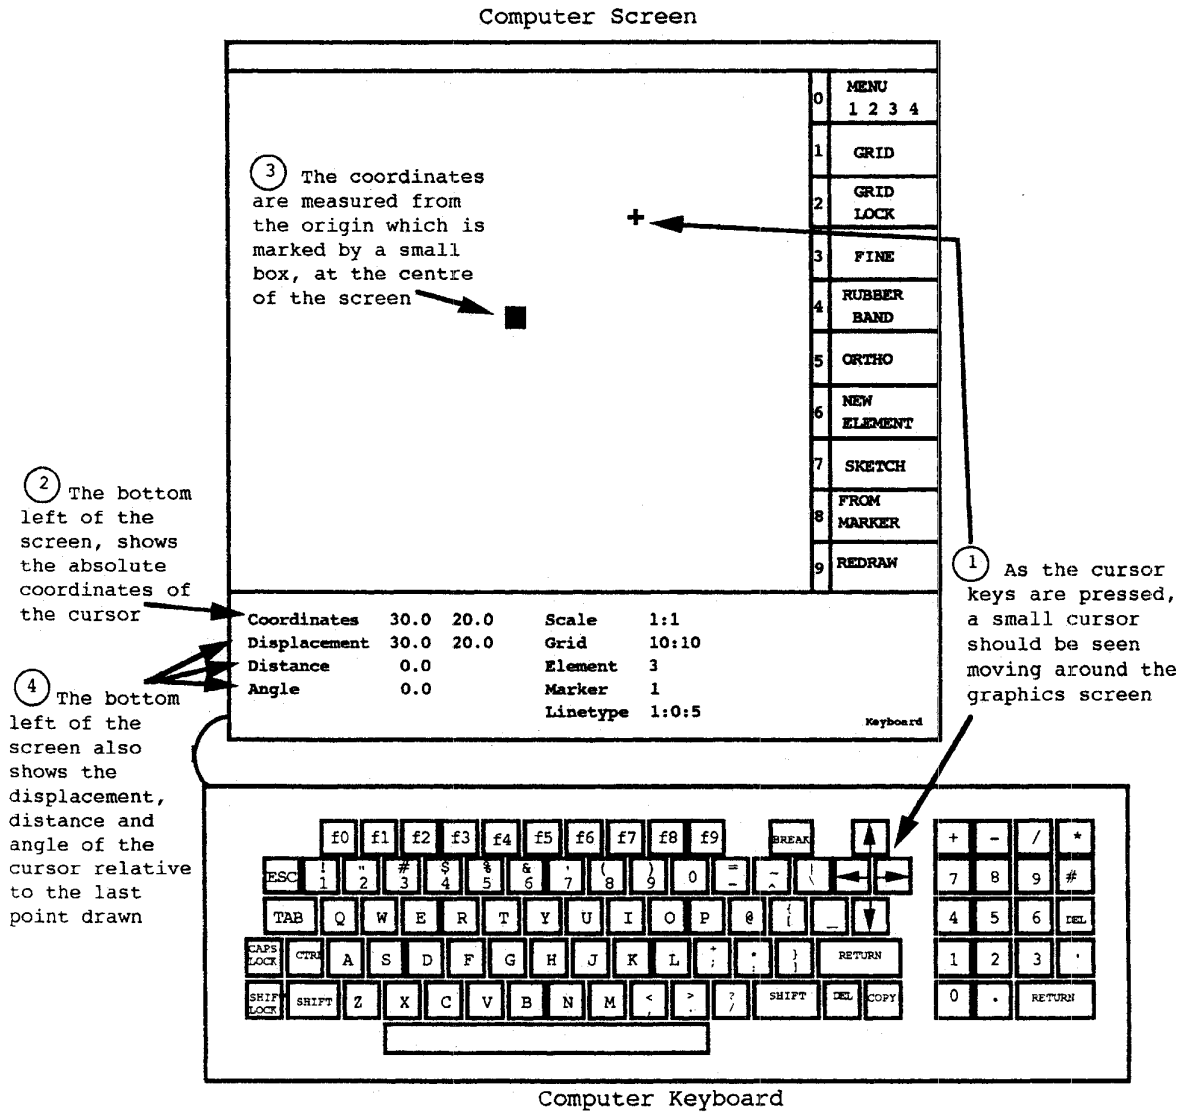 Computer Screen
0 MENU
1 2 3 4
1 GRID
2 GRID
LOCK
3 FINE
4 RUBBER
BAND
5 ORTHO
6 NEW
ELEMENT
7 SKETCH
8 FROM
MARKER
9 REDRAW
3 The coordinates
are measured from
the origin which is
marked by a small
box, at the centre
of the screen
2 The bottom
left of the
screen, shows
the absolute
coordinates of
the cursor
1 As the cursor
keys are pressed,
a small cursor
should be seen
moving around the
graphics screen
Coordinates 30.0 20.0 Scale 1:1
Displacement 30.0 20.0 Grid 10:10
Distance 0.0 Element 3
Angle 0.0 Marker 1
Linetype 1:0:5
Keyboard
4 The bottom
left of the
screen also
shows the
displacement,
distance and
angle of the
cursor relative
to the last
point drawn
f0 f1 f2 f3 f4 f5 f6 f7 f8 f9 BREAK + - / *
ESC ! 1 " 2 # 3 $ 4 % 5 & 6 ' 7 ( 8 ) 9 0 = - ~ ^ | \ 7 8 9 #
TAB Q W E R T Y U I O P @ { [ _ 4 5 6 DEL
CAPS LOCK CTRL A S D F G H J K L + ; * : } ] RETURN 1 2 3 '
SHIFT LOCK SHIFT Z X C V B N M < , > . ? / SHIFT DEL COPY 0 . RETURN
Computer Keyboard